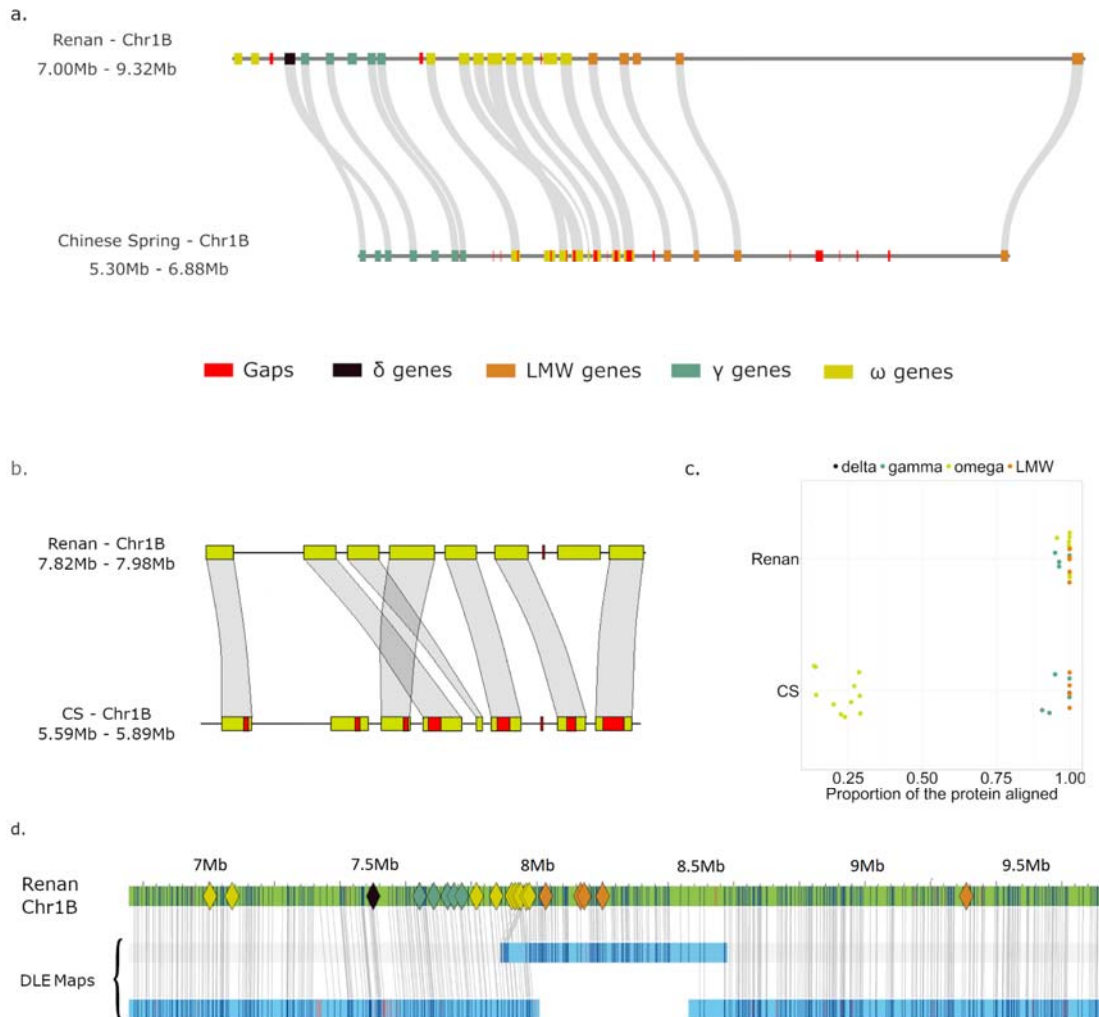 a.
Renan - Chr1B
7.00Mb - 9.32Mb
Chinese Spring - Chr1B
5.30Mb - 6.88Mb
Gaps δ genes LMW genes γ genes ω genes
b.
Renan - Chr1B
7.82Mb - 7.98Mb
CS - Chr1B
5.59Mb - 5.89Mb
c.
delta gamma omega LMW
Renan
CS
0.25 0.50 0.75 1.00
Proportion of the protein aligned
d.
7Mb 7.5Mb 8Mb 8.5Mb 9Mb 9.5Mb
Renan
Chr1B
DLE Maps